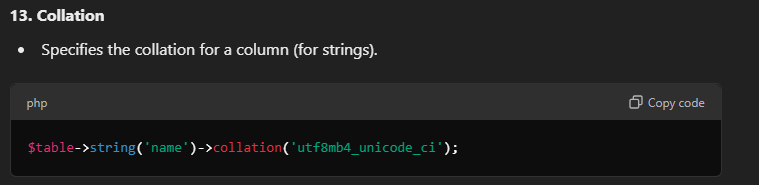 13. Collation
• Specifies the collation for a column (for strings).
php Copy code
$table->string('name')->collation('utf8mb4_unicode_ci');